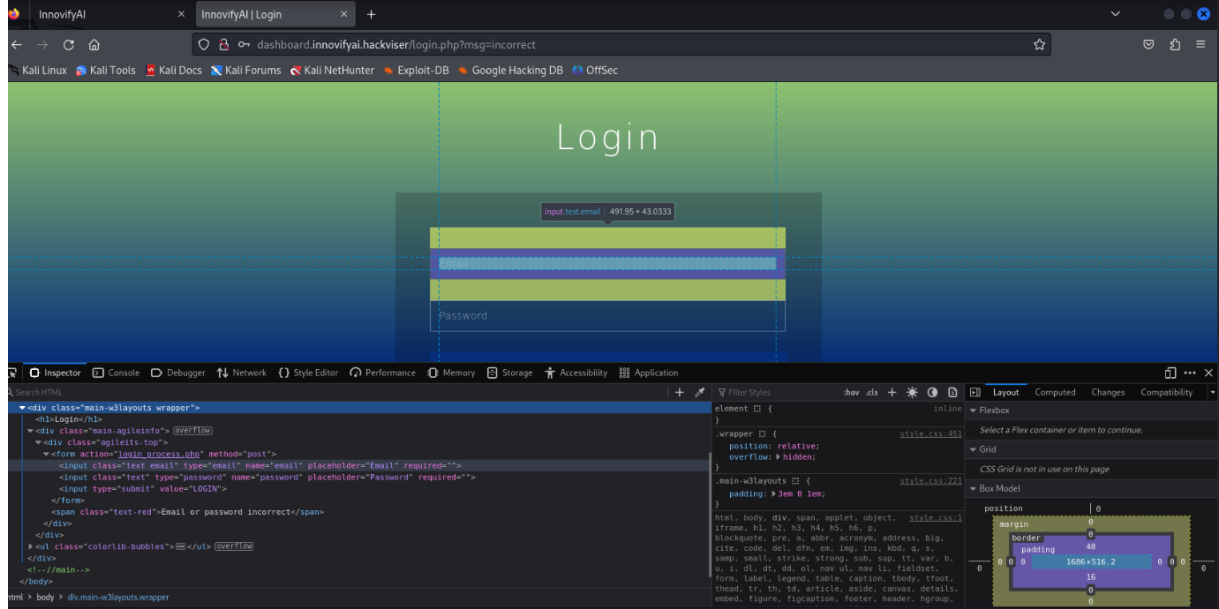 InnovifyAI × InnovifyAI | Login × +
dashboard.innovifyai.hackviser/login.php?msg=incorrect
Kali Linux Kali Tools Kali Docs Kali Forums Kali NetHunter Exploit-DB Google Hacking DB OffSec
Login
input.text.email | 491.95 × 43.0333
Email
Password
Inspector Console Debugger Network {} Style Editor Performance Memory Storage Accessibility Application
Search HTML
<div class="main-w3layouts wrapper">
<h1>Login</h1>
<div class="main-agileinfo"> overflow
<div class="agileits-top">
<form action="login_process.php" method="post">
<input class="text email" type="email" name="email" placeholder="Email" required="">
<input class="text" type="password" name="password" placeholder="Password" required="">
<input type="submit" value="LOGIN">
</form>
<span class="text-red">Email or password incorrect</span>
</div>
</div>
<ul class="colorlib-bubbles"></ul> overflow
</div>
<!--//main-->
</body>
html > body > div.main-w3layouts.wrapper
Filter Styles :hov .cls +
element { inline
}
.wrapper { style.css:451
position: relative;
overflow: hidden;
}
.main-w3layouts { style.css:221
padding: 3em 0 1em;
}
html, body, div, span, applet, object, style.css:1
iframe, h1, h2, h3, h4, h5, h6, p,
blockquote, pre, a, abbr, acronym, address, big,
cite, code, del, dfn, em, img, ins, kbd, q, s,
samp, small, strike, strong, sub, sup, tt, var, b,
u, i, dl, dt, dd, ol, nav ul, nav li, fieldset,
form, label, legend, table, caption, tbody, tfoot,
thead, tr, th, td, article, aside, canvas, details,
embed, figure, figcaption, footer, header, hgroup,
Layout Computed Changes Compatibility
Flexbox
Select a Flex container or item to continue.
Grid
CSS Grid is not in use on this page
Box Model
position 0
margin 0
border 0
padding 48
0 0 0 0 1686×516.2 0 0 0 0
16
0
0